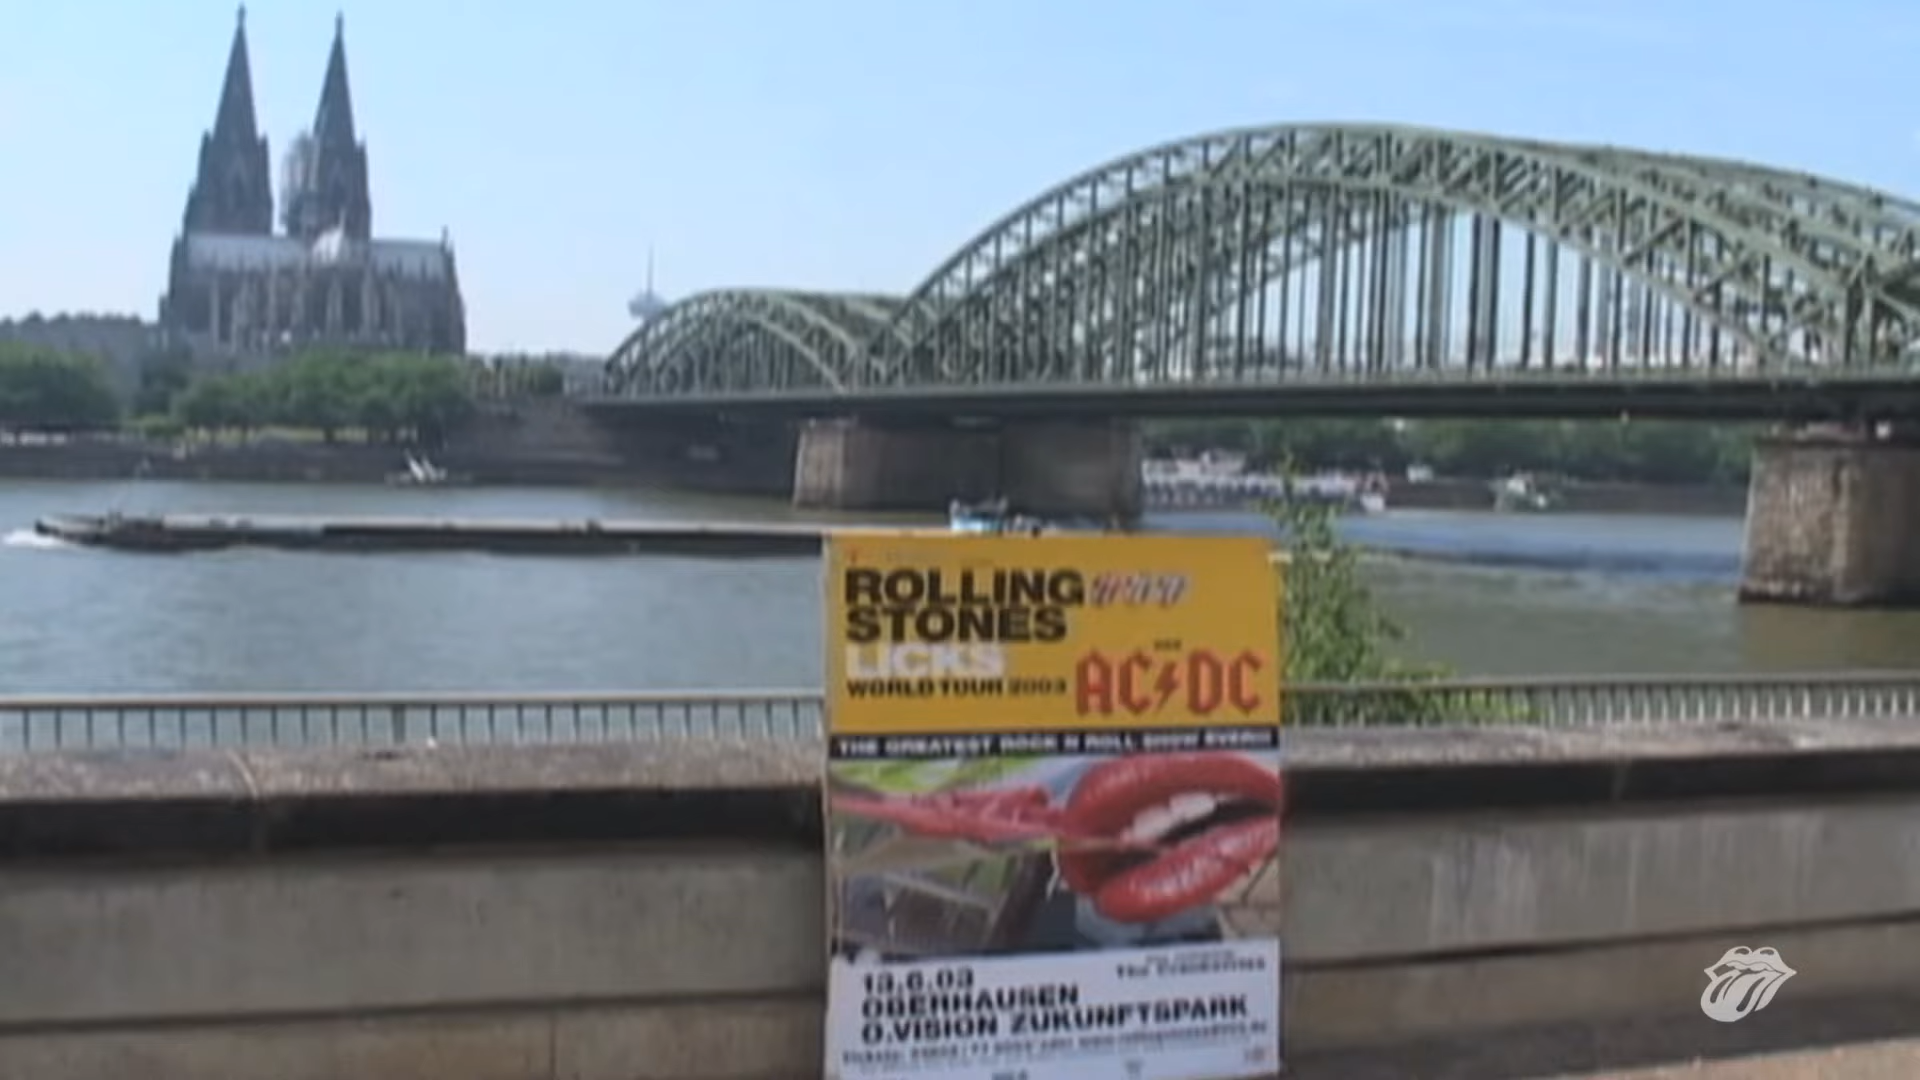 ROLLING
STONES
LICKS
WORLD TOUR 2003
AC⚡DC
THE GREATEST ROCK N ROLL SHOW EVER!!
13.6.03
OBERHAUSEN
O.VISION ZUKUNFTSPARK